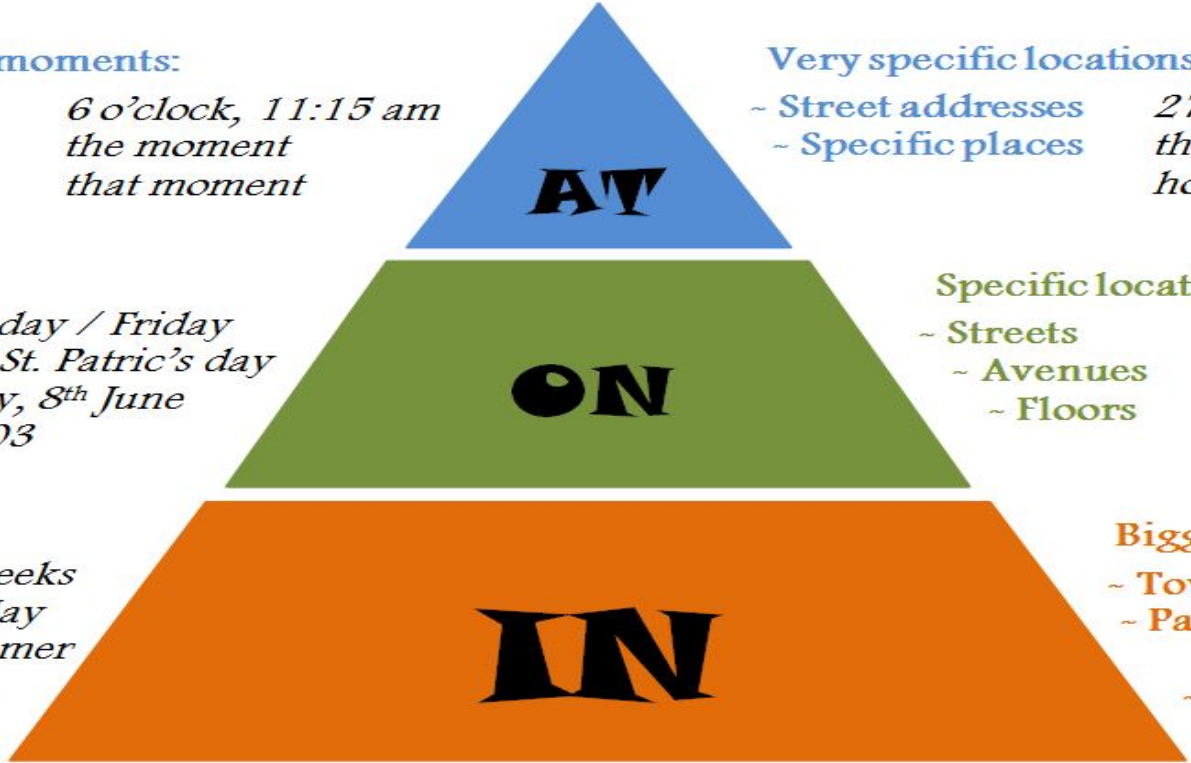 moments:
6 o'clock, 11:15 am
the moment
that moment
Very specific locations
~ Street addresses
~ Specific places
AT
day / Friday
St. Patric's day
8th June
03
ON
Specific locat
~ Streets
~ Avenues
~ Floors
eeks
mer
IN
Bigg
~ To
~ Pa